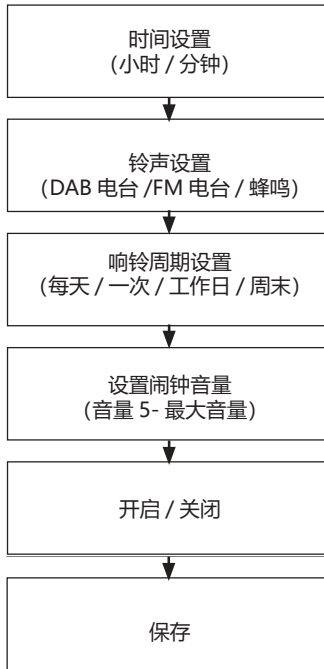 时间设置
(小时 / 分钟)
铃声设置
(DAB 电台 /FM 电台 / 蜂鸣)
响铃周期设置
(每天 / 一次 / 工作日 / 周末)
设置闹钟音量
(音量 5- 最大音量)
开启 / 关闭
保存